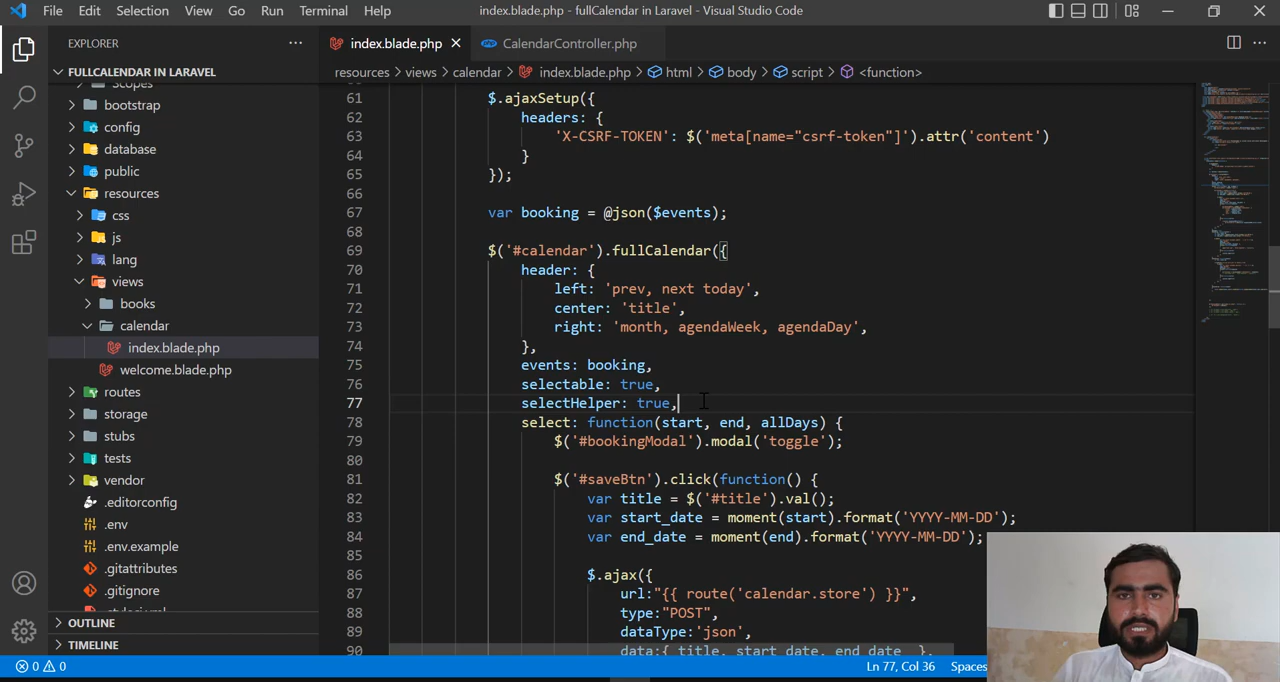 File Edit Selection View Go Run Terminal Help index.blade.php - fullCalendar in Laravel - Visual Studio Code
EXPLORER
index.blade.php
CalendarController.php
FULLCALENDAR IN LARAVEL
resources > views > calendar > index.blade.php > html > body > script > <function>
Scopes
bootstrap
config
database
public
resources
css
js
lang
views
books
calendar
index.blade.php
welcome.blade.php
routes
storage
stubs
tests
vendor
.editorconfig
.env
.env.example
.gitattributes
.gitignore
OUTLINE
TIMELINE
61 $.ajaxSetup({
62 headers: {
63 'X-CSRF-TOKEN': $('meta[name="csrf-token"]').attr('content')
64 }
65 });
66
67 var booking = @json($events);
68
69 $('#calendar').fullCalendar({
70 header: {
71 left: 'prev, next today',
72 center: 'title',
73 right: 'month, agendaWeek, agendaDay',
74 },
75 events: booking,
76 selectable: true,
77 selectHelper: true,
78 select: function(start, end, allDays) {
79 $('#bookingModal').modal('toggle');
80
81 $('#saveBtn').click(function() {
82 var title = $('#title').val();
83 var start_date = moment(start).format('YYYY-MM-DD');
84 var end_date = moment(end).format('YYYY-MM-DD');
85
86 $.ajax({
87 url:"{{ route('calendar.store') }}",
88 type:"POST",
89 dataType:'json',
90 data:{ title, start_date, end_date },
0 0 Ln 77, Col 36 Spaces